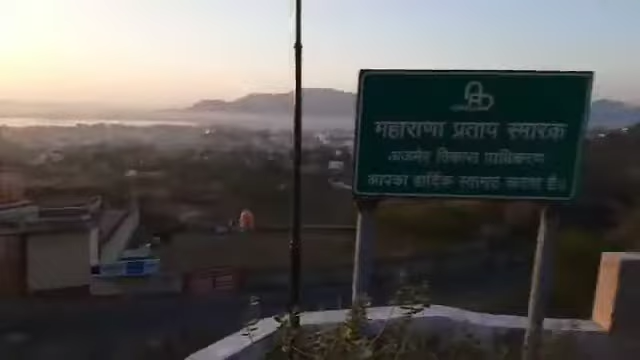 महाराणा प्रताप स्मारक
अजमेर विकास प्राधिकरण
आपका हार्दिक स्वागत करता है।